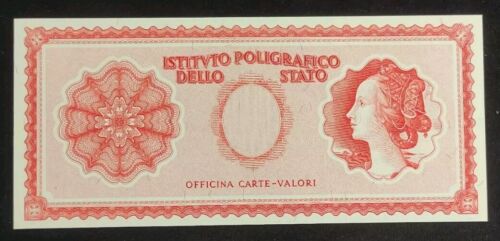 ISTITVTO POLIGRAFICO
DELLO STATO
OFFICINA CARTE-VALORI